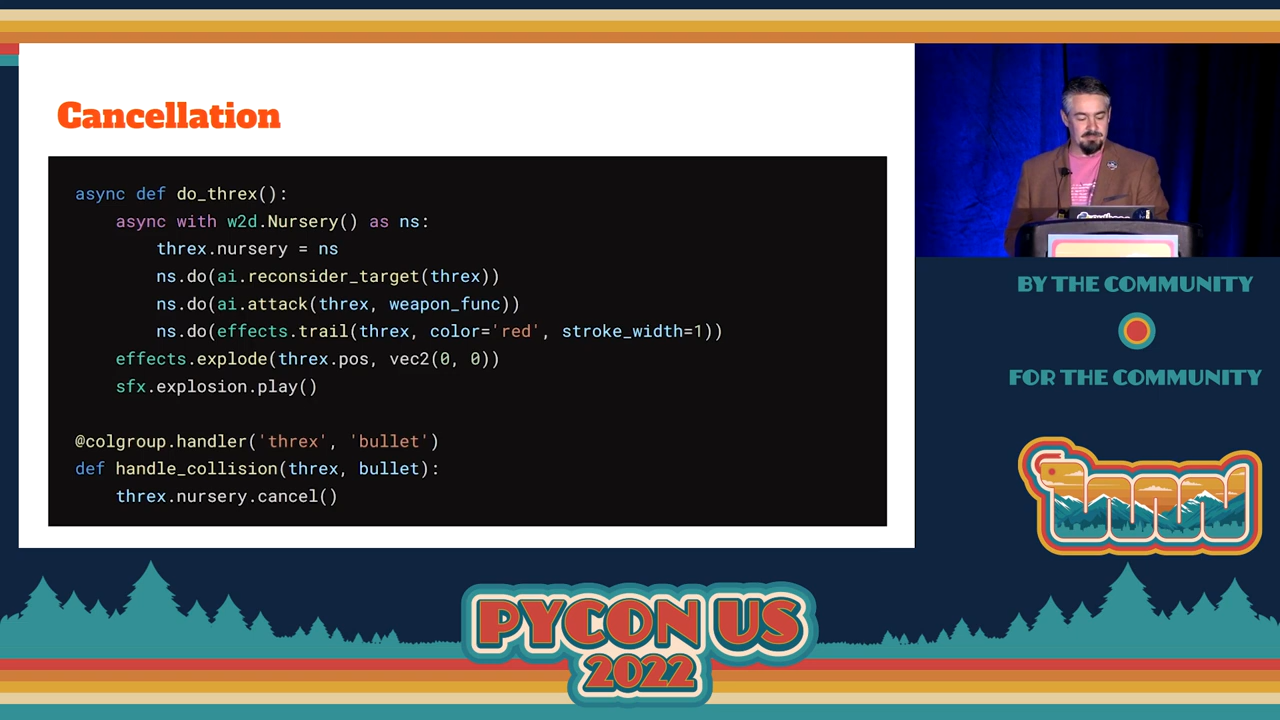 Cancellation
async def do_threx():
    async with w2d.Nursery() as ns:
        threx.nursery = ns
        ns.do(ai.reconsider_target(threx))
        ns.do(ai.attack(threx, weapon_func))
        ns.do(effects.trail(threx, color='red', stroke_width=1))
    effects.explode(threx.pos, vec2(0, 0))
    sfx.explosion.play()
@colgroup.handler('threx', 'bullet')
def handle_collision(threx, bullet):
    threx.nursery.cancel()
BY THE COMMUNITY
FOR THE COMMUNITY
PYCON US
2022